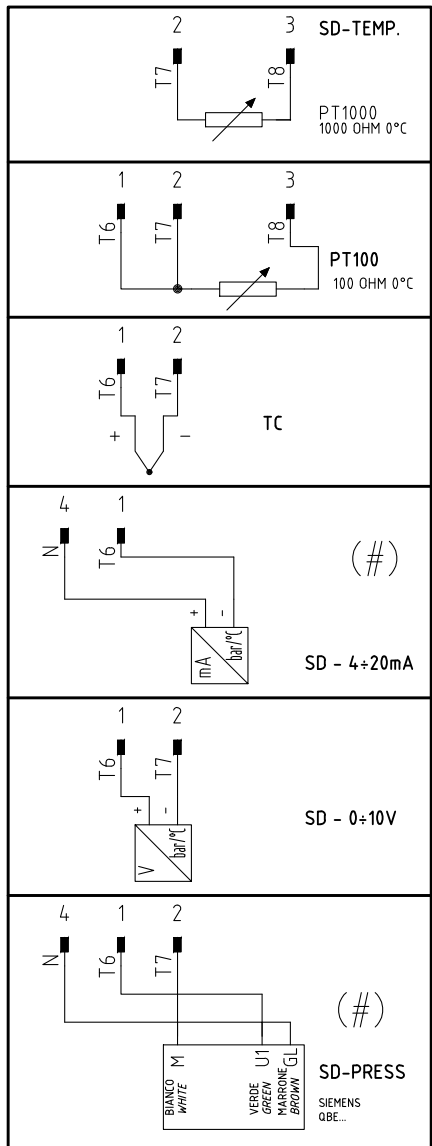 2 3 SD-TEMP.
T7 T8
PT1000
1000 OHM 0°C
1 2 3
T6 T7 T8
PT100
100 OHM 0°C
1 2
T6 T7
+ -
TC
4 1
N T6
(#)
+ -
mA bar/°C
SD - 4÷20mA
1 2
T6 T7
+ -
V bar/°C
SD - 0÷10V
4 1 2
N T6 T7
(#)
M U1 GL
BIANCO VERDE MARRONE
WHITE GREEN BROWN
SD-PRESS
SIEMENS
QBE...